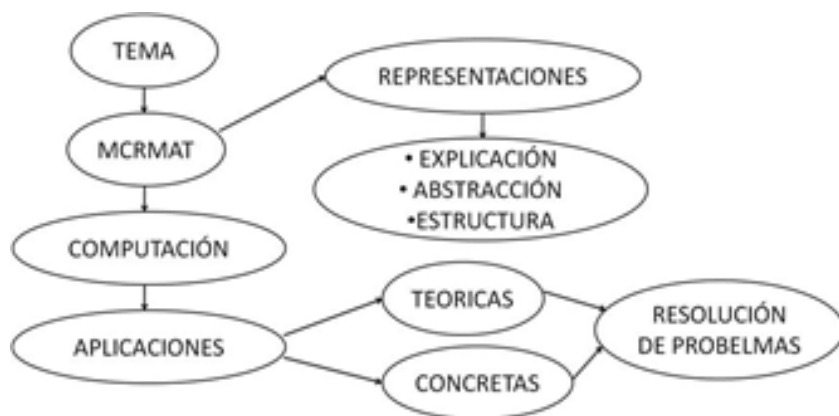 TEMA
REPRESENTACIONES
MCRMAT
• EXPLICACIÓN
• ABSTRACCIÓN
•ESTRUCTURA
COMPUTACIÓN
TEORICAS
APLICACIONES
RESOLUCIÓN
DE PROBELMAS
CONCRETAS